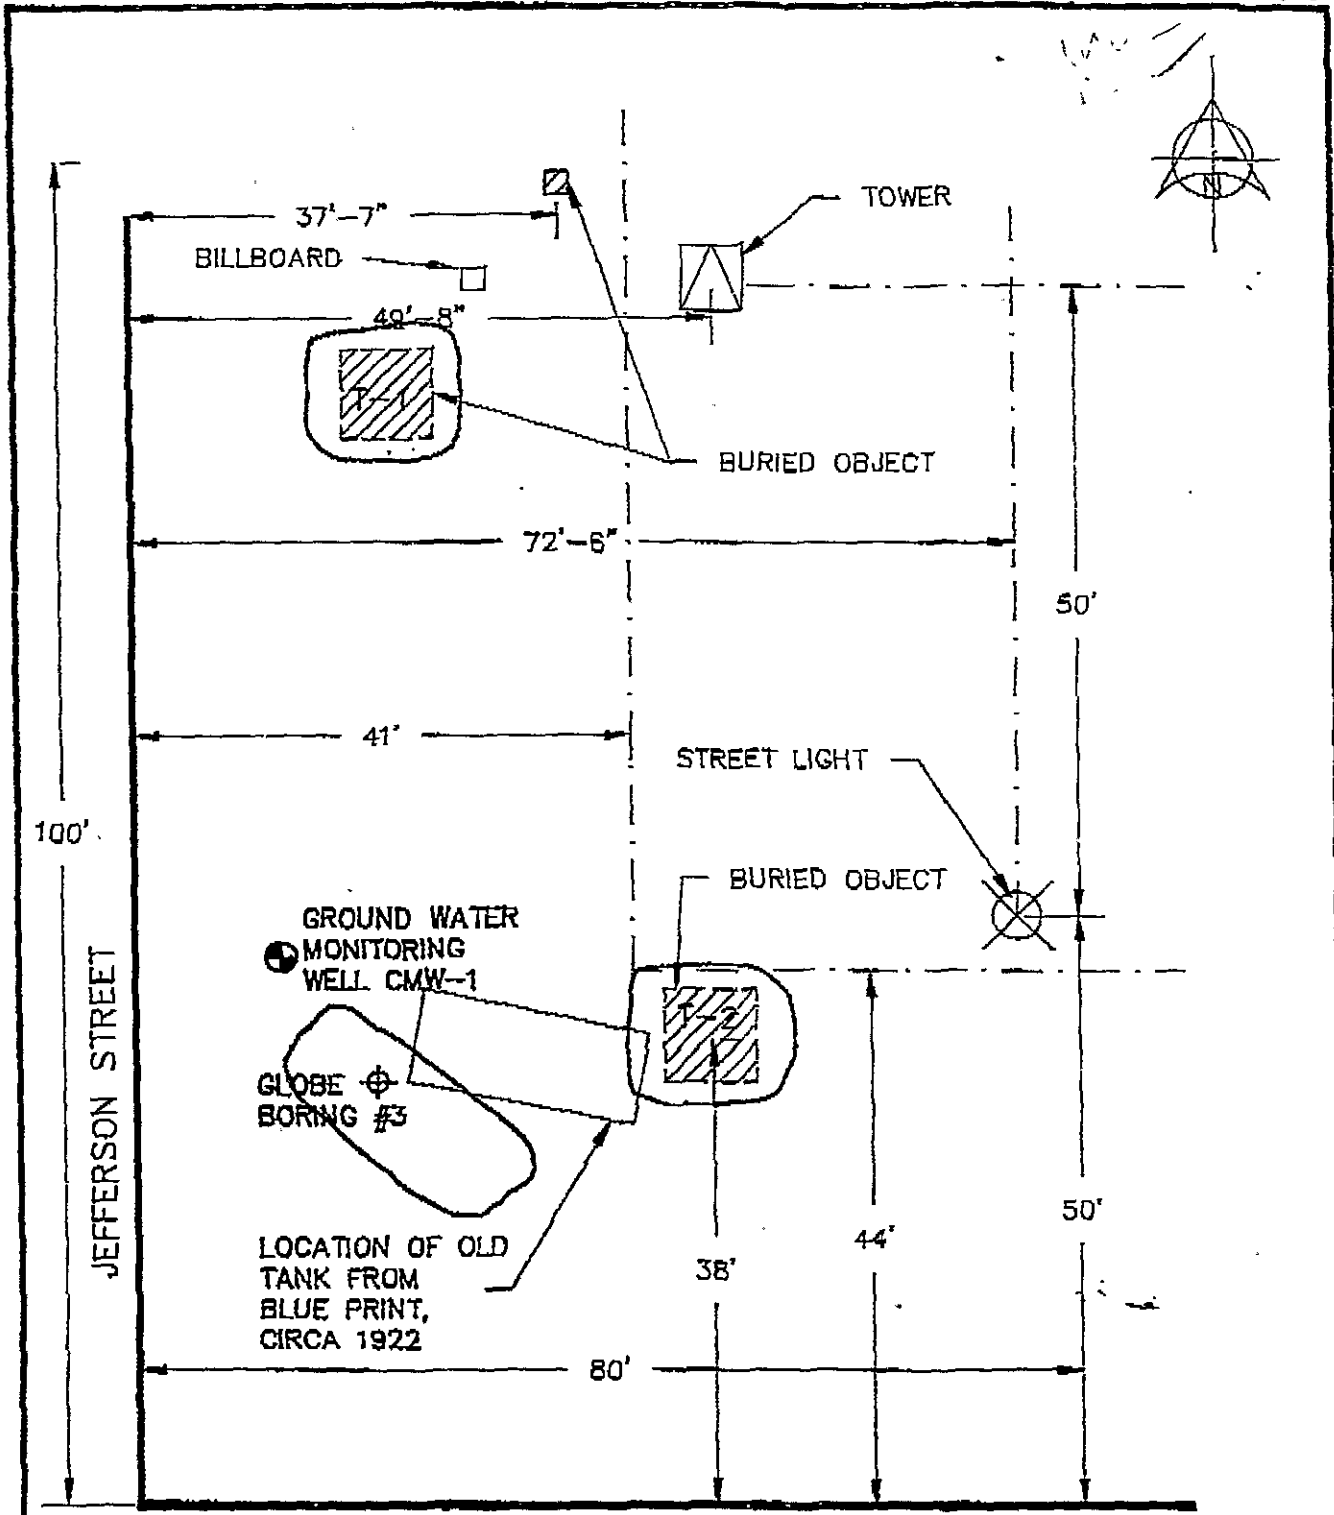 N
TOWER
37'-7"
BILLBOARD
49'-8"
T-1
BURIED OBJECT
72'-6"
50'
41'
STREET LIGHT
100'
BURIED OBJECT
GROUND WATER
MONITORING
WELL CMW-1
T-2
GLOBE
BORING #3
JEFFERSON STREET
50'
44'
38'
LOCATION OF OLD
TANK FROM
BLUE PRINT,
CIRCA 1922
80'